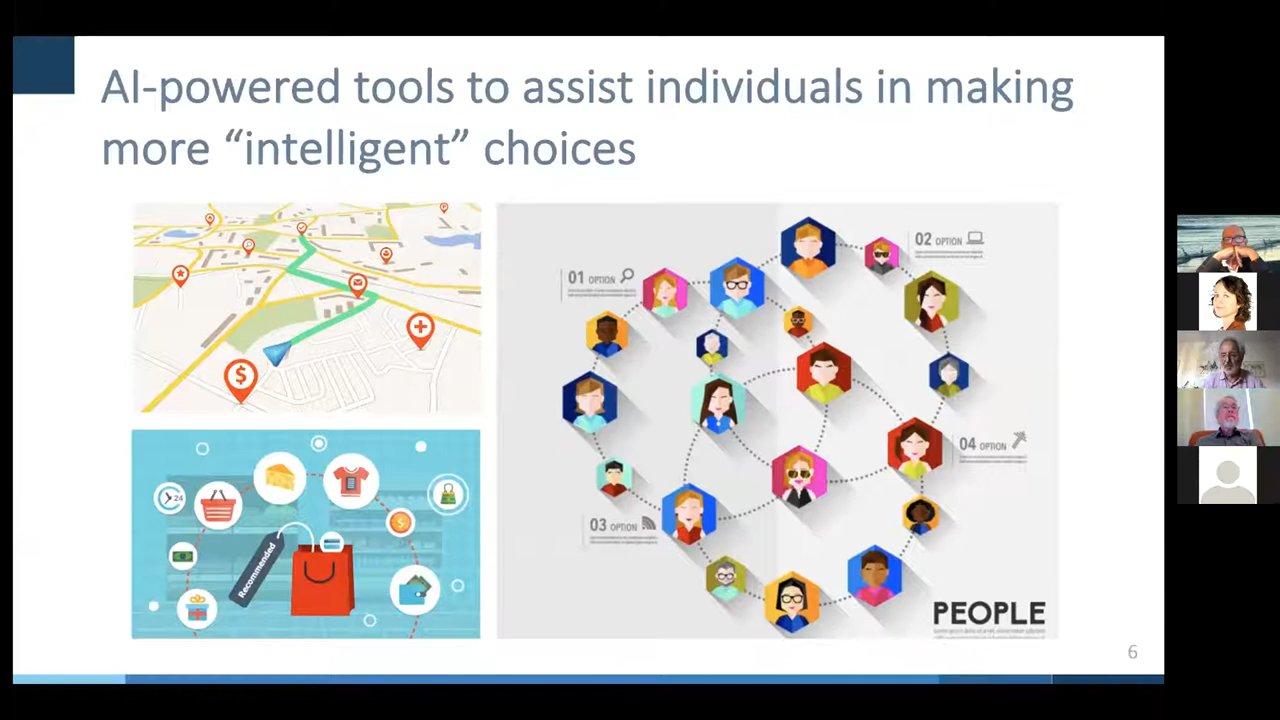 AI-powered tools to assist individuals in making
more “intelligent” choices
01 OPTION
02 OPTION
03 OPTION
04 OPTION
PEOPLE
$
24
$
Recommended
6